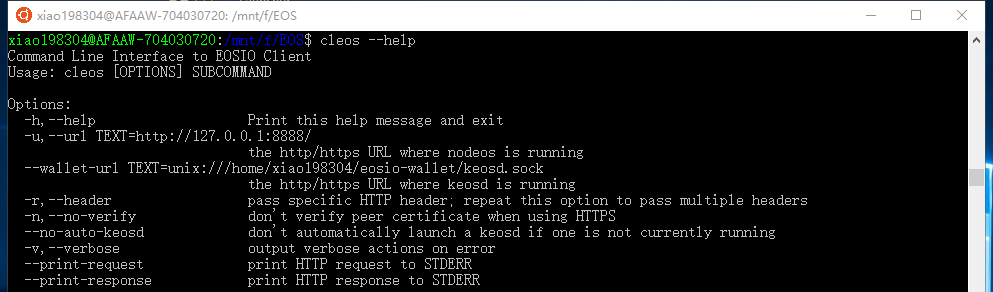 xiao198304@AFAAW-704030720: /mnt/f/EOS
xiao198304@AFAAW-704030720:/mnt/f/EOS$ cleos --help
Command Line Interface to EOSIO Client
Usage: cleos [OPTIONS] SUBCOMMAND
Options:
-h,--help Print this help message and exit
-u,--url TEXT=http://127.0.0.1:8888/
the http/https URL where nodeos is running
--wallet-url TEXT=unix:///home/xiao198304/eosio-wallet/keosd.sock
the http/https URL where keosd is running
-r,--header pass specific HTTP header; repeat this option to pass multiple headers
-n,--no-verify don't verify peer certificate when using HTTPS
--no-auto-keosd don't automatically launch a keosd if one is not currently running
-v,--verbose output verbose actions on error
--print-request print HTTP request to STDERR
--print-response print HTTP response to STDERR